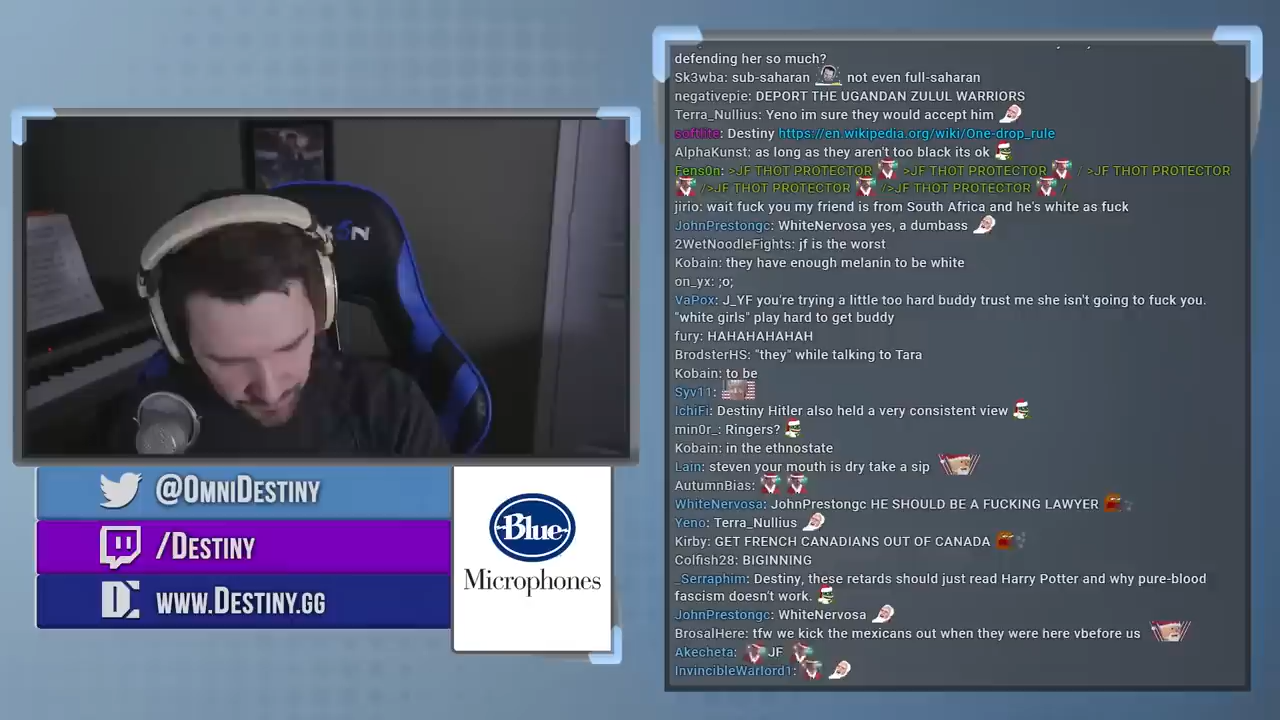 defending her so much?
Sk3wba: sub-saharan not even full-saharan
negativepie: DEPORT THE UGANDAN ZULUL WARRIORS
Terra_Nullius: Yeno im sure they would accept him
softlite: Destiny https://en.wikipedia.org/wiki/One-drop_rule
AlphaKunst: as long as they aren't too black its ok
Fens0n: >JF THOT PROTECTOR >JF THOT PROTECTOR / >JF THOT PROTECTOR
/>JF THOT PROTECTOR />JF THOT PROTECTOR /
jirio: wait fuck you my friend is from South Africa and he's white as fuck
JohnPrestongc: WhiteNervosa yes, a dumbass
2WetNoodleFights: jf is the worst
Kobain: they have enough melanin to be white
on_yx: ;o;
VaPox: J_YF you're trying a little too hard buddy trust me she isn't going to fuck you.
"white girls" play hard to get buddy
fury: HAHAHAHAHAH
BrodsterHS: "they" while talking to Tara
Kobain: to be
Syv11:
IchiFi: Destiny Hitler also held a very consistent view
min0r_: Ringers?
Kobain: in the ethnostate
Lain: steven your mouth is dry take a sip
AutumnBias:
WhiteNervosa: JohnPrestongc HE SHOULD BE A FUCKING LAWYER
Yeno: Terra_Nullius
Kirby: GET FRENCH CANADIANS OUT OF CANADA
Colfish28: BIGINNING
_Serraphim: Destiny, these retards should just read Harry Potter and why pure-blood
fascism doesn't work.
JohnPrestongc: WhiteNervosa
BrosalHere: tfw we kick the mexicans out when they were here vbefore us
Akecheta: JF
InvincibleWarlord1:
@OmniDestiny
/Destiny
www.Destiny.gg
Blue
Microphones